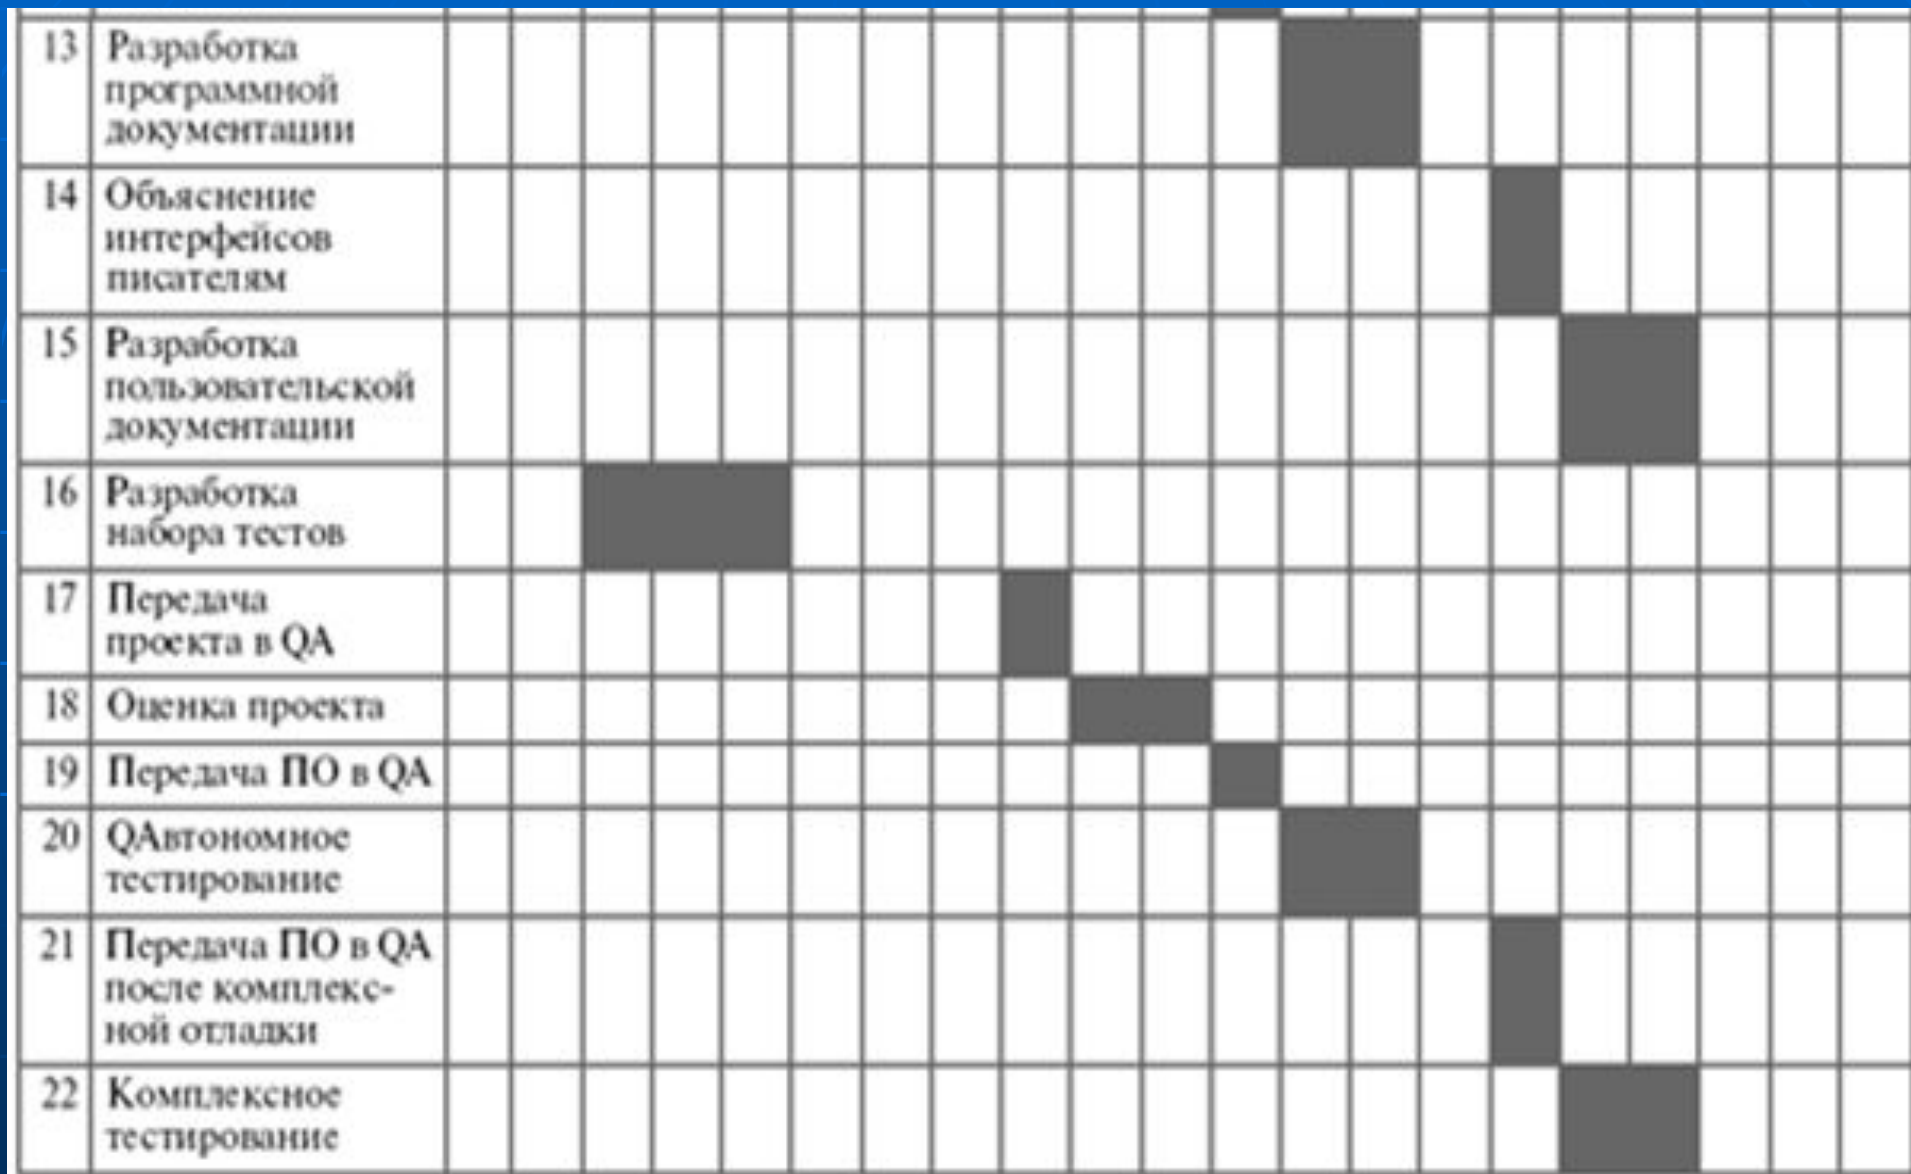 13 Разработка
программной
документации
14 Объяснение
интерфейсов
писателям
15 Разработка
пользовательской
документации
16 Разработка
набора тестов
17 Передача
проекта в QA
18 Оценка проекта
19 Передача ПО в QA
20 QАвтономное
тестирование
21 Передача ПО в QA
после комплекс-
ной отладки
22 Комплексное
тестирование